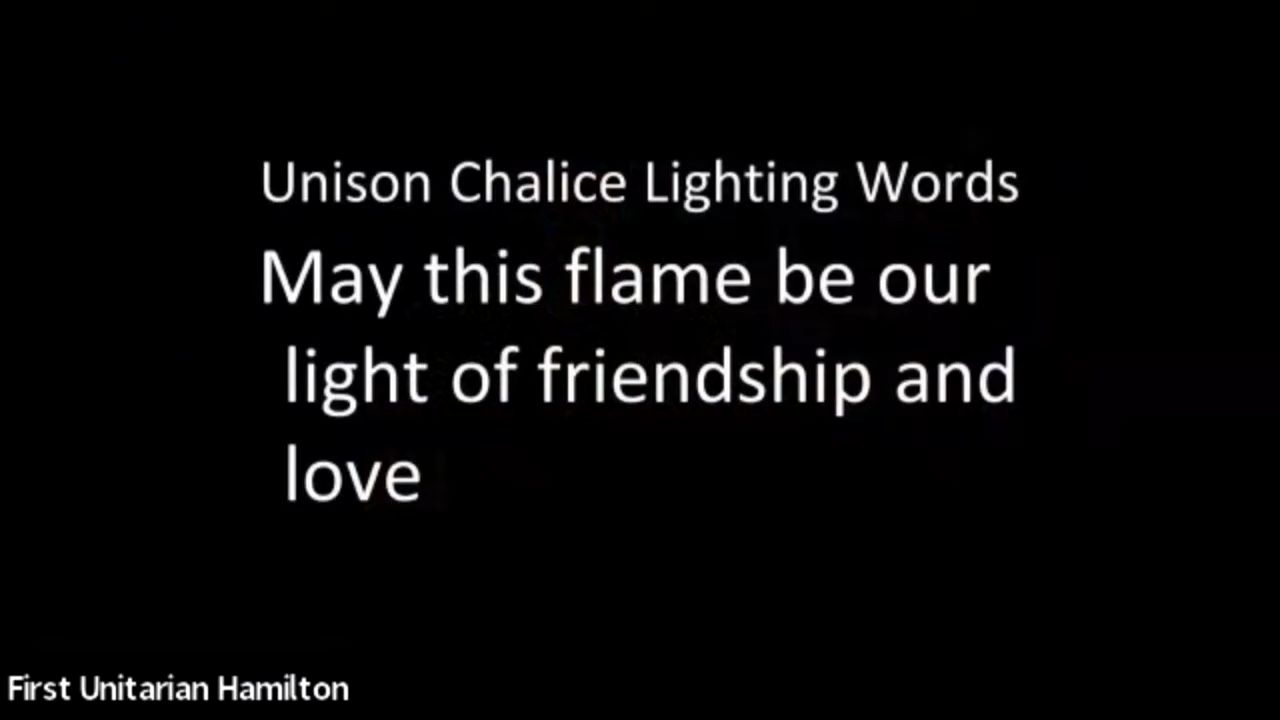 Unison Chalice Lighting Words
May this flame be our
light of friendship and
love
First Unitarian Hamilton